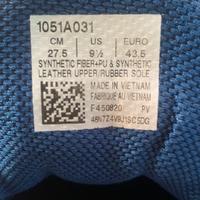 1051A031
CM US EURO
27.5 9½ 43.5
SYNTHETIC FIBER+PU & SYNTHETIC
LEATHER UPPER/RUBBER SOLE
MADE IN VIETNAM
FABRIQUÉ AU VIETNAM
F450820 PV